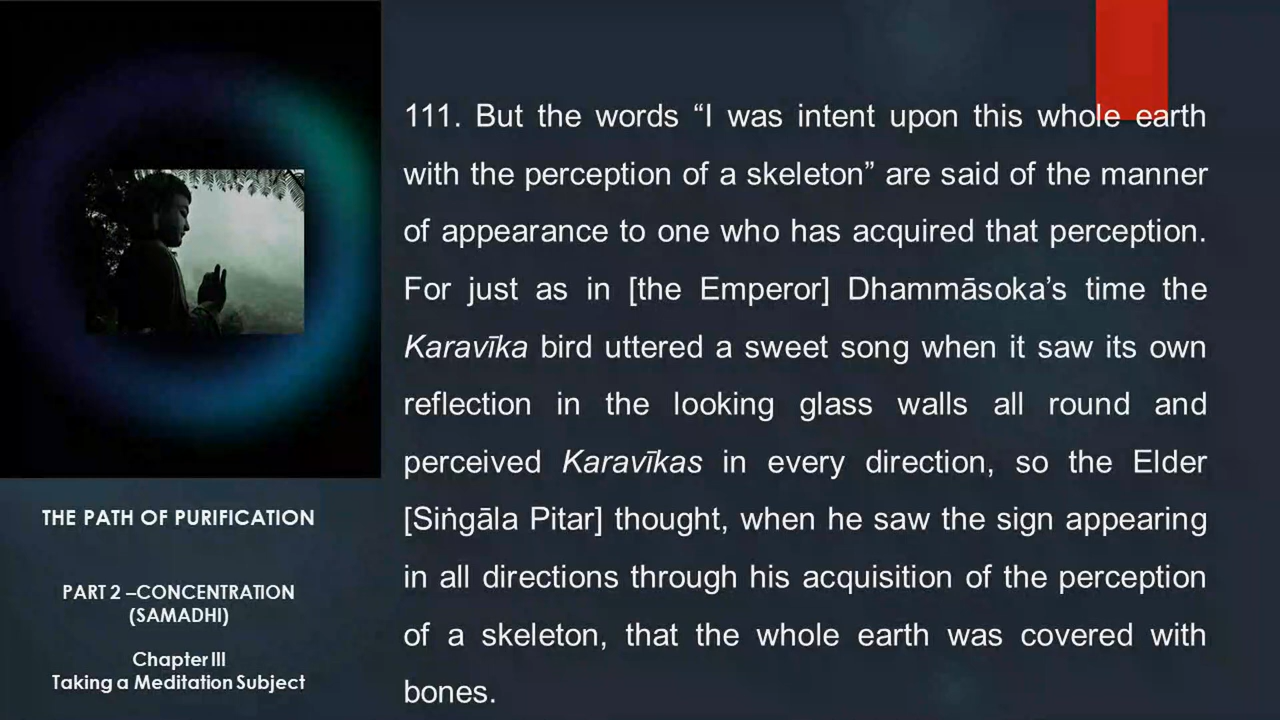 111. But the words “I was intent upon this whole earth
with the perception of a skeleton” are said of the manner
of appearance to one who has acquired that perception.
For just as in [the Emperor] Dhammāsoka’s time the
Karavīka bird uttered a sweet song when it saw its own
reflection in the looking glass walls all round and
perceived Karavīkas in every direction, so the Elder
[Siṅgāla Pitar] thought, when he saw the sign appearing
in all directions through his acquisition of the perception
of a skeleton, that the whole earth was covered with
bones.
THE PATH OF PURIFICATION
PART 2 –CONCENTRATION
(SAMADHI)
Chapter III
Taking a Meditation Subject